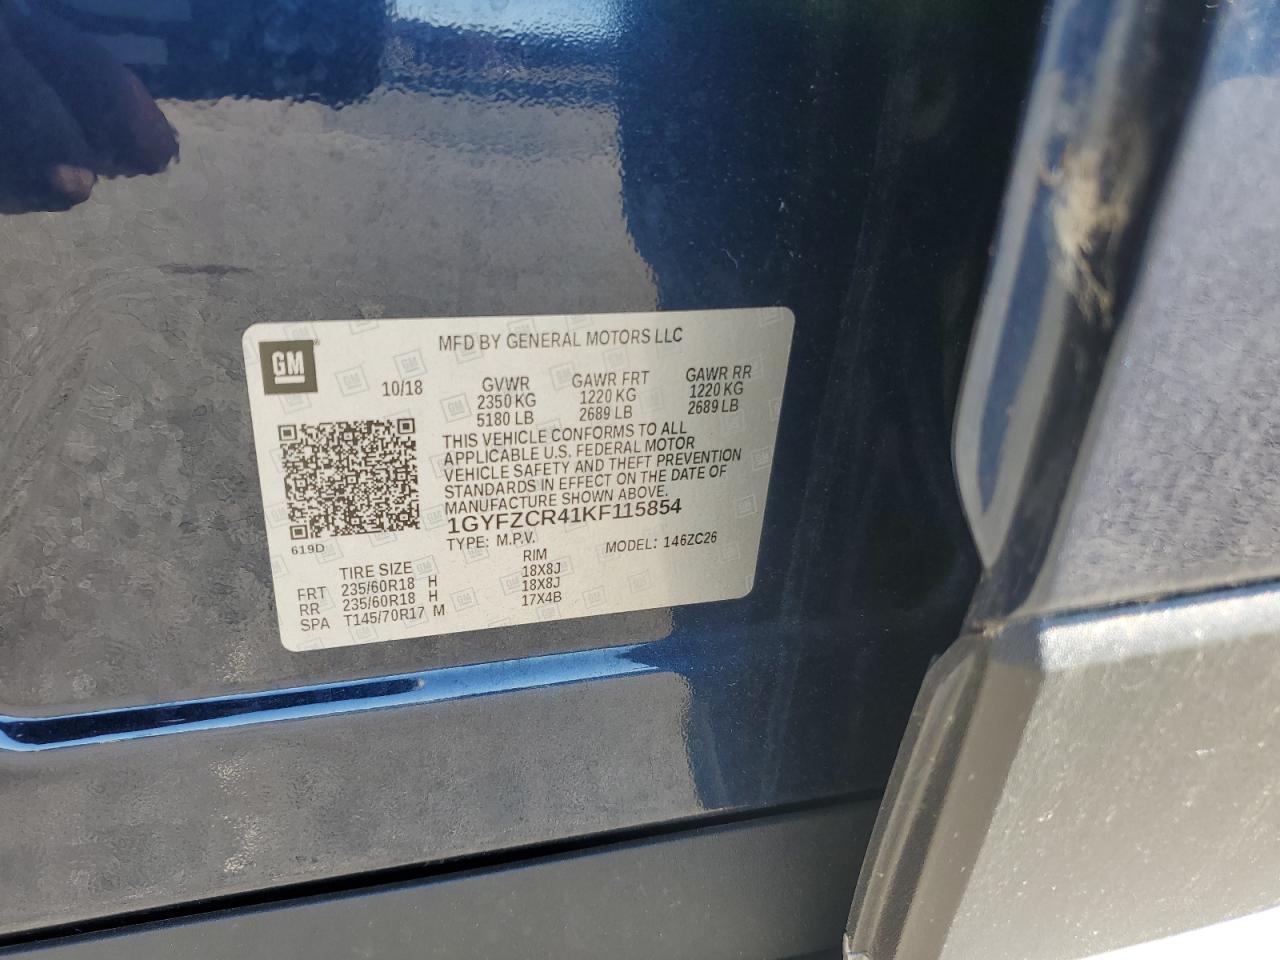 MFD BY GENERAL MOTORS LLC
GM
10/18
GVWR GAWR FRT GAWR RR
2350 KG 1220 KG 1220 KG
5180 LB 2689 LB 2689 LB
THIS VEHICLE CONFORMS TO ALL
APPLICABLE U.S. FEDERAL MOTOR
VEHICLE SAFETY AND THEFT PREVENTION
STANDARDS IN EFFECT ON THE DATE OF
MANUFACTURE SHOWN ABOVE.
1GYFZCR41KF115854
TYPE: M.P.V. MODEL: 146ZC26
619D
TIRE SIZE RIM
FRT 235/60R18 H 18X8J
RR 235/60R18 H 18X8J
SPA T145/70R17 M 17X4B